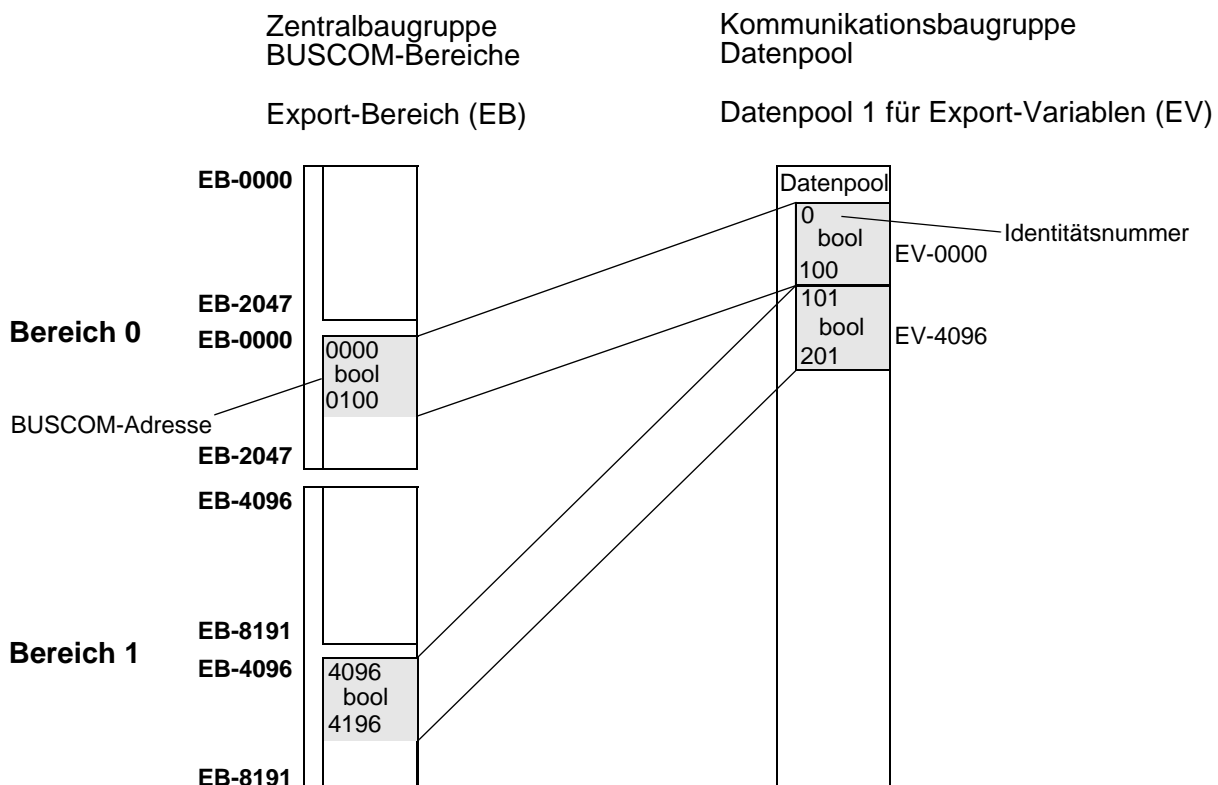 Zentralbaugruppe
BUSCOM-Bereiche
Export-Bereich (EB)
Kommunikationsbaugruppe
Datenpool
Datenpool 1 für Export-Variablen (EV)
EB-0000
EB-2047
Bereich 0
EB-0000
0000
bool
0100
BUSCOM-Adresse
EB-2047
EB-4096
EB-8191
Bereich 1
EB-4096
4096
bool
4196
EB-8191
Datenpool
0
bool
100
Identitätsnummer
EV-0000
101
bool
201
EV-4096